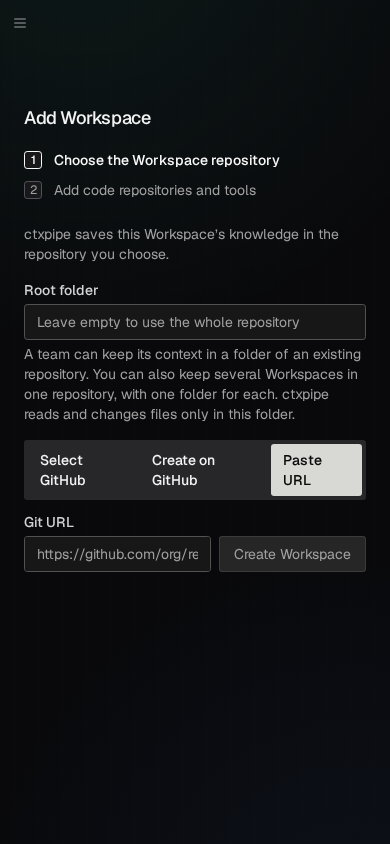 Add Workspace
1 Choose the Workspace repository
2 Add code repositories and tools
ctxpipe saves this Workspace's knowledge in the
repository you choose.
Root folder
Leave empty to use the whole repository
A team can keep its context in a folder of an existing
repository. You can also keep several Workspaces in
one repository, with one folder for each. ctxpipe
reads and changes files only in this folder.
Select GitHub
Create on GitHub
Paste URL
Git URL
https://github.com/org/re
Create Workspace